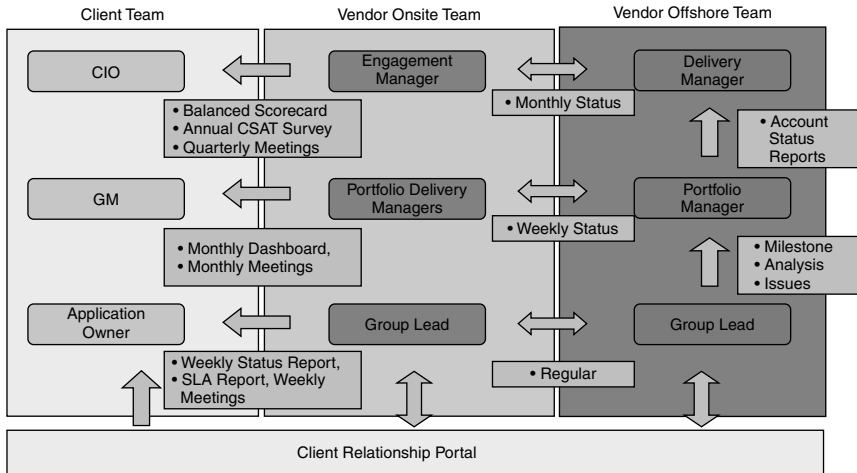 Client Team
Vendor Onsite Team
Vendor Offshore Team
CIO
Engagement
Manager
Delivery
Manager
• Balanced Scorecard
• Annual CSAT Survey
• Quarterly Meetings
• Monthly Status
• Account
Status
Reports
GM
Portfolio Delivery
Managers
Portfolio
Manager
• Monthly Dashboard,
• Monthly Meetings
• Weekly Status
• Milestone
• Analysis
• Issues
Application
Owner
Group Lead
Group Lead
• Weekly Status Report,
• SLA Report, Weekly
Meetings
• Regular
Client Relationship Portal